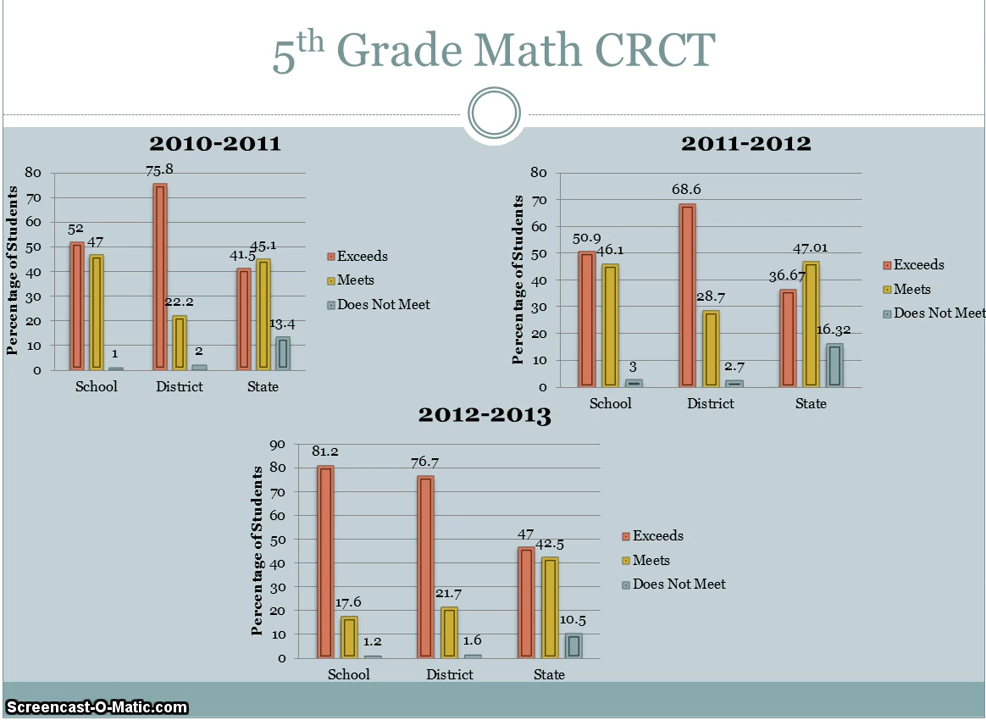 5th Grade Math CRCT
2010-2011
Percentage of Students
80
70
60
50
40
30
20
10
0
52
47
1
75.8
22.2
2
41.5
45.1
13.4
School
District
State
Exceeds
Meets
Does Not Meet
2011-2012
Percentage of Students
80
70
60
50
40
30
20
10
0
50.9
46.1
3
68.6
28.7
2.7
36.67
47.01
16.32
School
District
State
Exceeds
Meets
Does Not Meet
2012-2013
Percentage of Students
90
80
70
60
50
40
30
20
10
0
81.2
17.6
1.2
76.7
21.7
1.6
47
42.5
10.5
School
District
State
Exceeds
Meets
Does Not Meet
Screencast-O-Matic.com